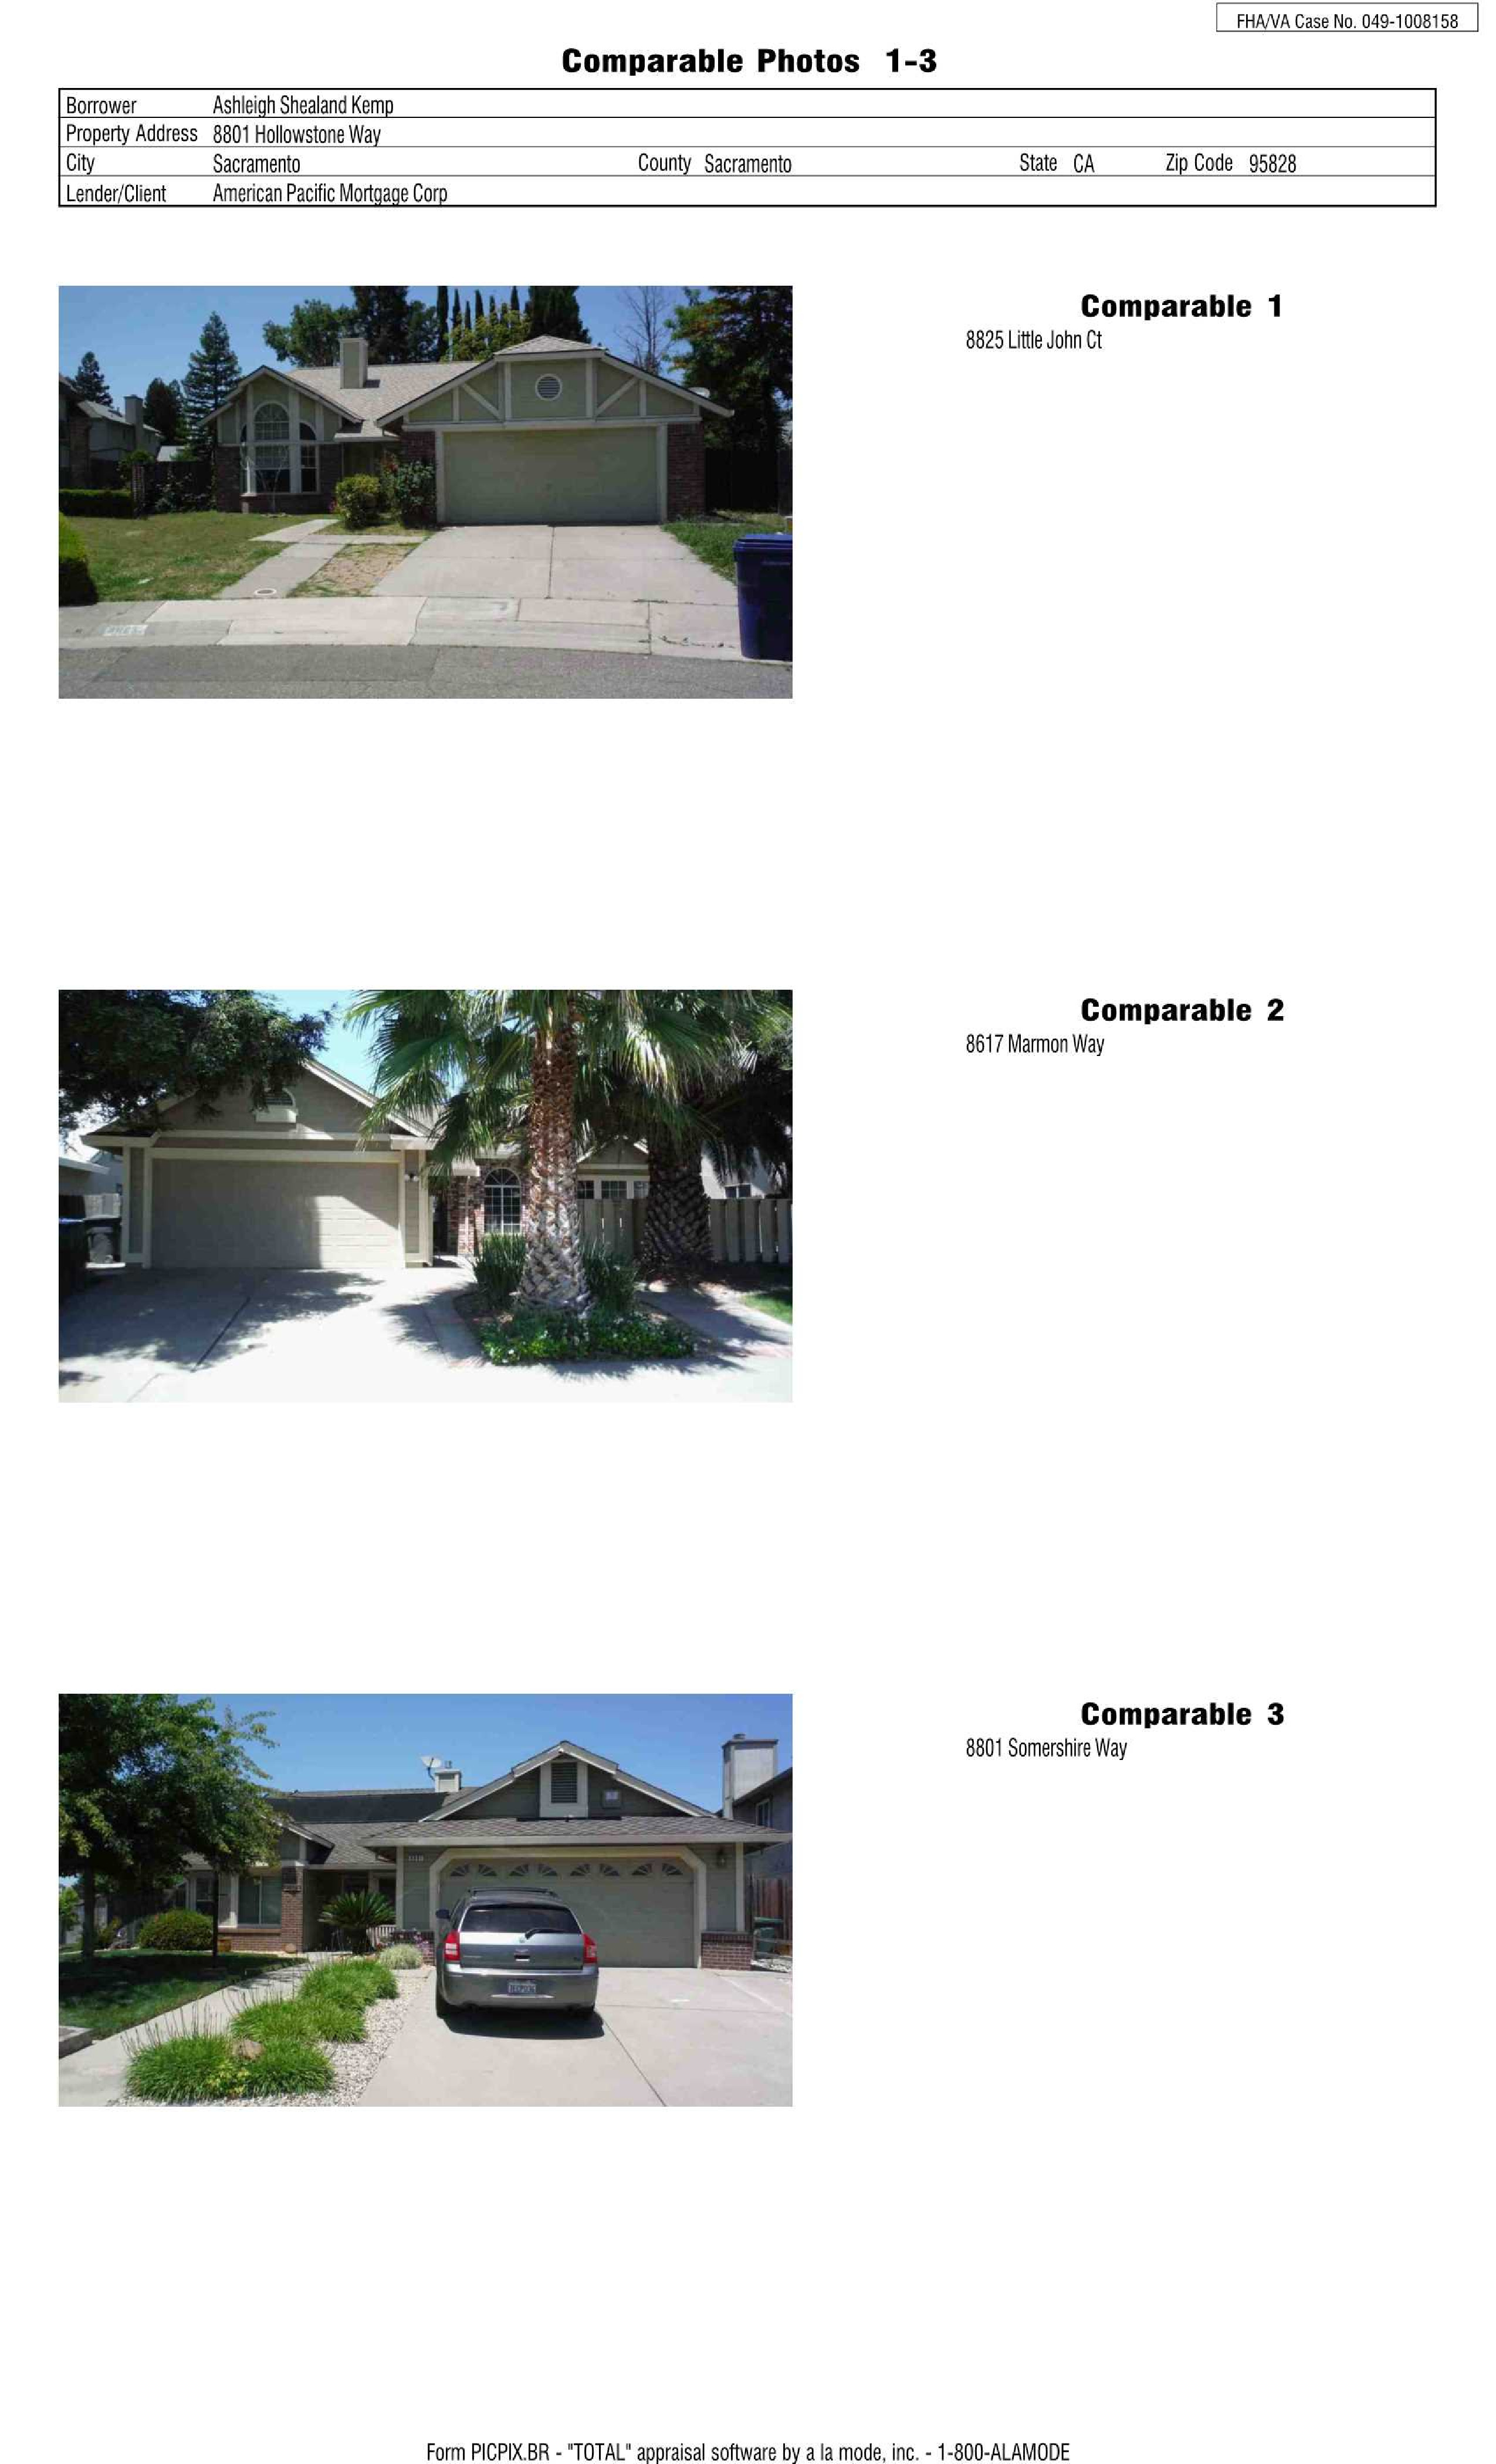 FHA/VA Case No. 049-1008158
Comparable Photos 1-3
Borrower Ashleigh Shealand Kemp
Property Address 8801 Hollowstone Way
City Sacramento County Sacramento State CA Zip Code 95828
Lender/Client American Pacific Mortgage Corp
Comparable 1
8825 Little John Ct
Comparable 2
8617 Marmon Way
Comparable 3
8801 Somershire Way
Form PICPIX.BR - "TOTAL" appraisal software by a la mode, inc. - 1-800-ALAMODE